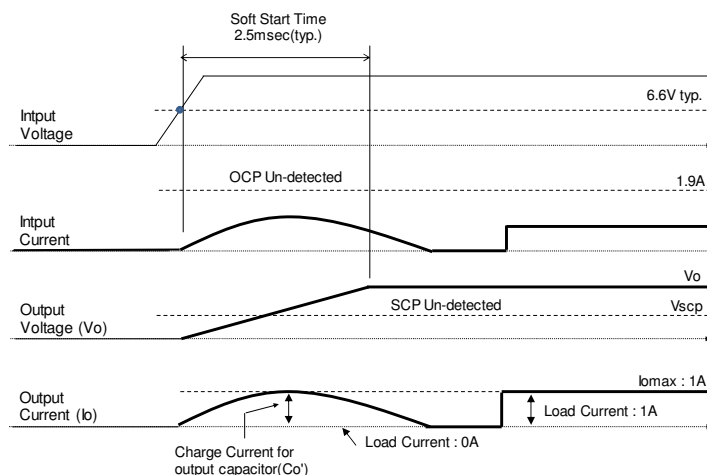 Soft Start Time
2.5msec(typ.)
6.6V typ.
Intput
Voltage
OCP Un-detected
1.9A
Intput
Current
Vo
Output
Voltage (Vo)
SCP Un-detected
Vscp
Iomax : 1A
Output
Current (Io)
Load Current : 1A
Load Current : 0A
Charge Current for
output capacitor(Co')